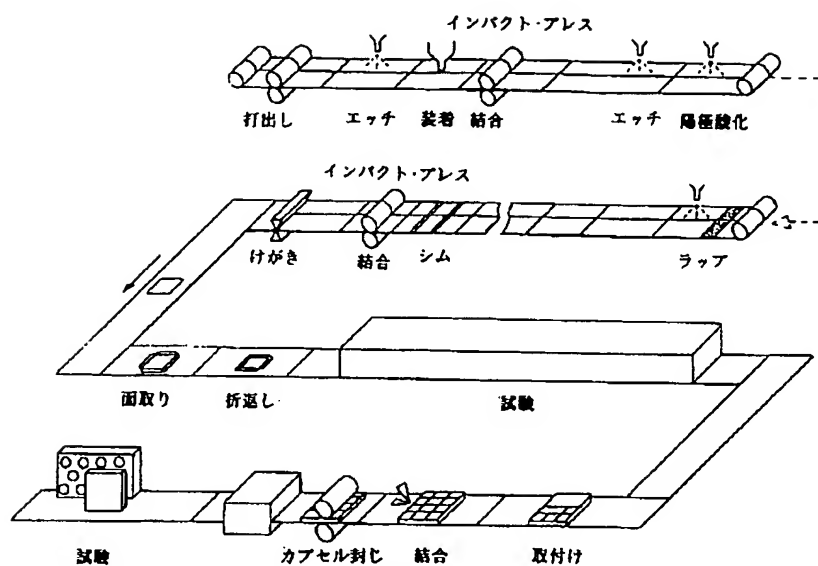 インパクト・プレス
打出し エッチ 装着 結合 エッチ 陽極酸化
インパクト・プレス
けがき 結合 シム ラップ
面取り 折返し 試験
試験 カプセル封じ 結合 取付け